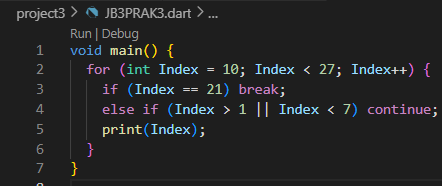 project3 > JB3PRAK3.dart > ...
Run | Debug
1 void main() {
2   for (int Index = 10; Index < 27; Index++) {
3     if (Index == 21) break;
4     else if (Index > 1 || Index < 7) continue;
5     print(Index);
6   }
7 }
8